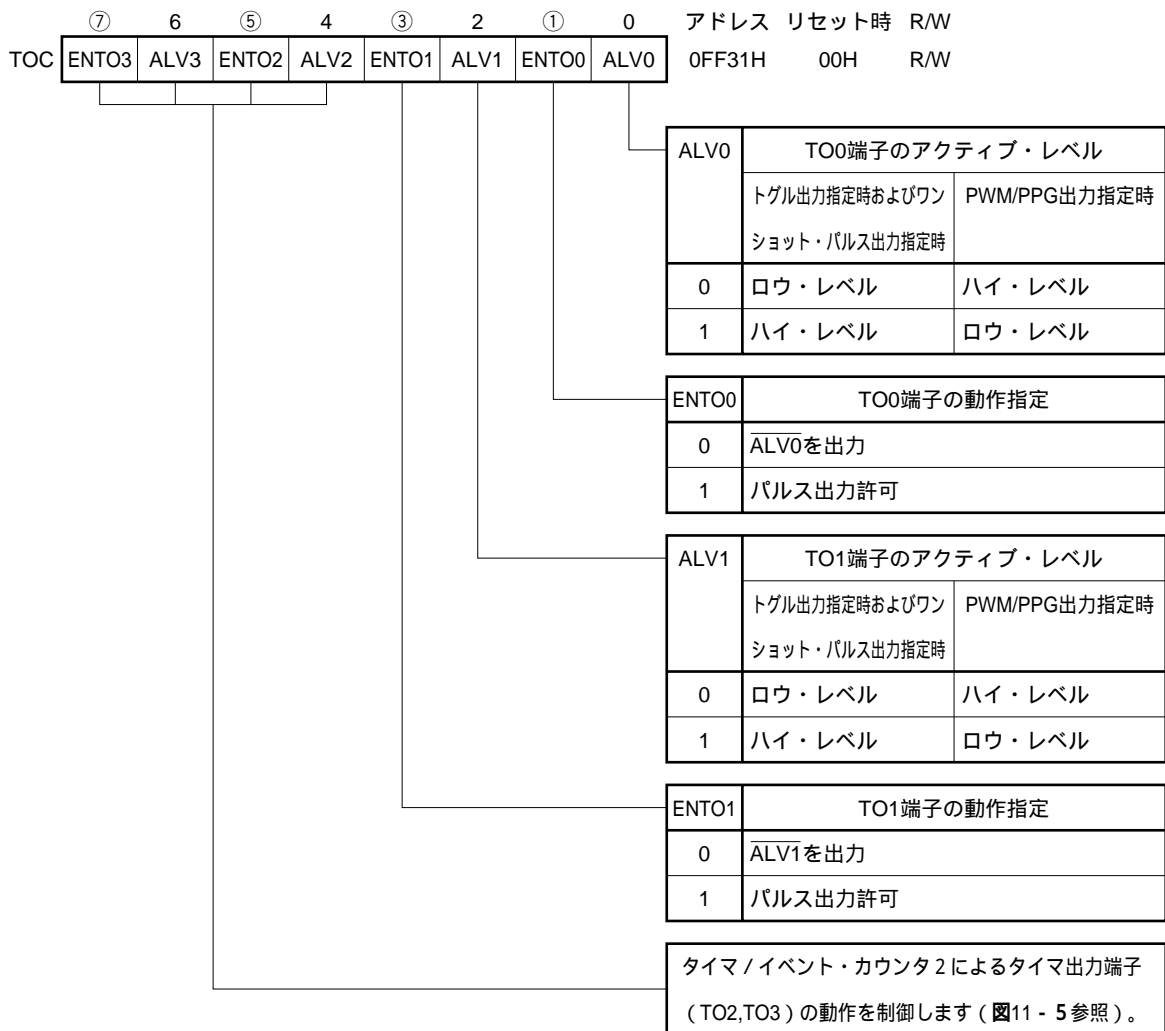 ⑦ 6 ⑤ 4 ③ 2 ① 0 アドレス リセット時 R/W
TOC ENTO3 ALV3 ENTO2 ALV2 ENTO1 ALV1 ENTO0 ALV0 0FF31H 00H R/W
ALV0 TO0端子のアクティブ・レベル
トグル出力指定時およびワン PWM/PPG出力指定時
ショット・パルス出力指定時
0 ロウ・レベル ハイ・レベル
1 ハイ・レベル ロウ・レベル
ENTO0 TO0端子の動作指定
0 A̅L̅V̅0̅を出力
1 パルス出力許可
ALV1 TO1端子のアクティブ・レベル
トグル出力指定時およびワン PWM/PPG出力指定時
ショット・パルス出力指定時
0 ロウ・レベル ハイ・レベル
1 ハイ・レベル ロウ・レベル
ENTO1 TO1端子の動作指定
0 A̅L̅V̅1̅を出力
1 パルス出力許可
タイマ/イベント・カウンタ2によるタイマ出力端子
(TO2,TO3)の動作を制御します(図11-5参照)。